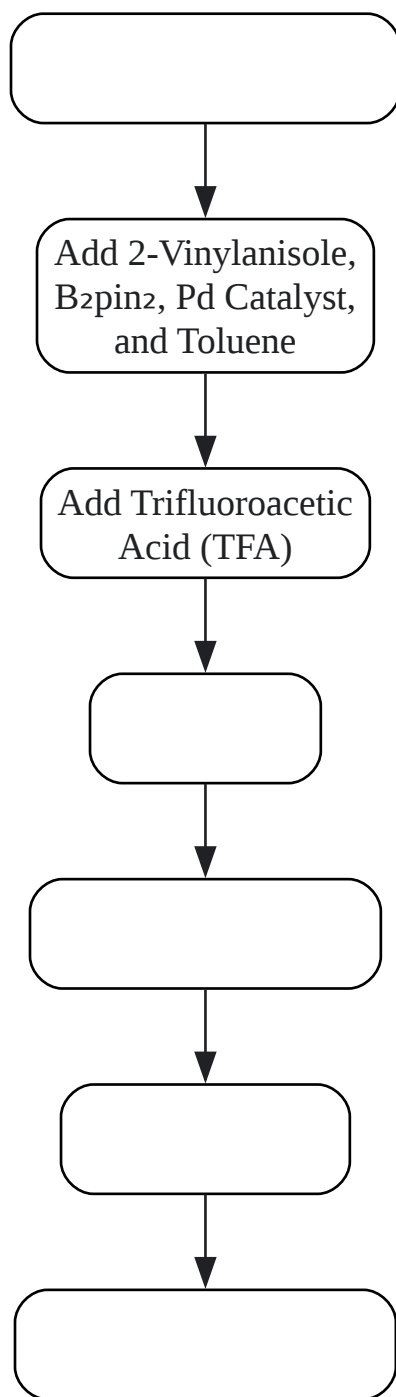 Add 2-Vinylanisole,
B₂pin₂, Pd Catalyst,
and Toluene
Add Trifluoroacetic
Acid (TFA)